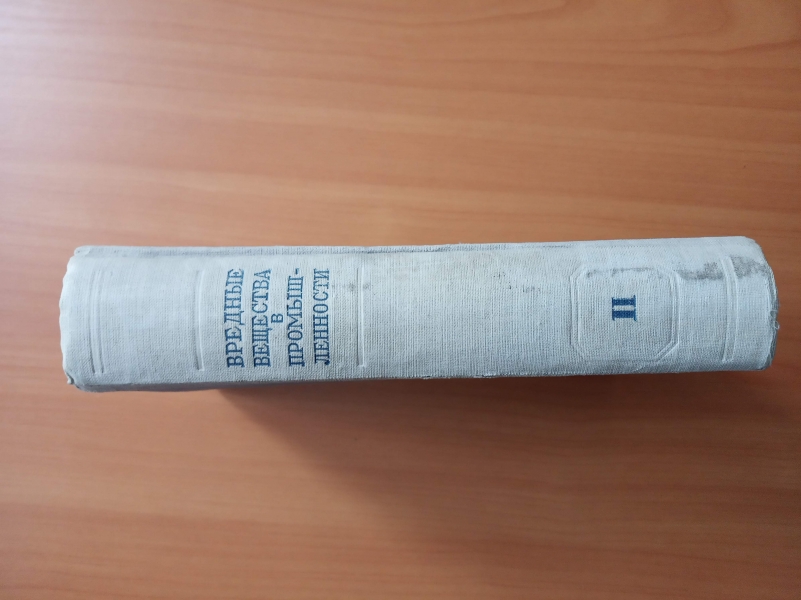 ВРЕДНЫЕ
ВЕЩЕСТВА
В
ПРОМЫШ-
ЛЕННОСТИ
II